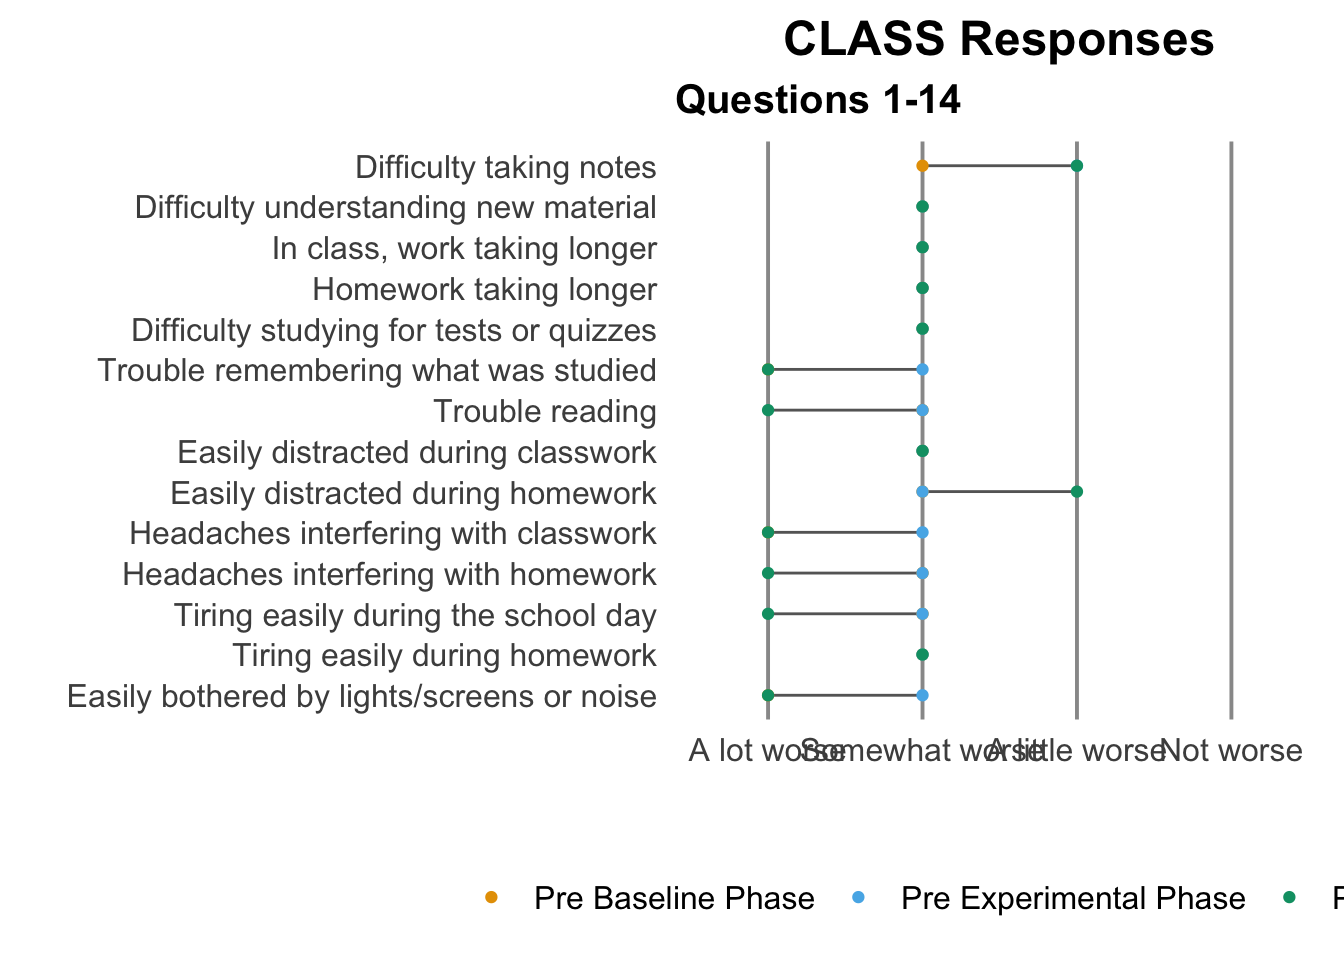 CLASS Responses
Questions 1-14
Difficulty taking notes
Difficulty understanding new material
In class, work taking longer
Homework taking longer
Difficulty studying for tests or quizzes
Trouble remembering what was studied
Trouble reading
Easily distracted during classwork
Easily distracted during homework
Headaches interfering with classwork
Headaches interfering with homework
Tiring easily during the school day
Tiring easily during homework
Easily bothered by lights/screens or noise
A lot worse Somewhat worse A little worse Not worse
Pre Baseline Phase Pre Experimental Phase